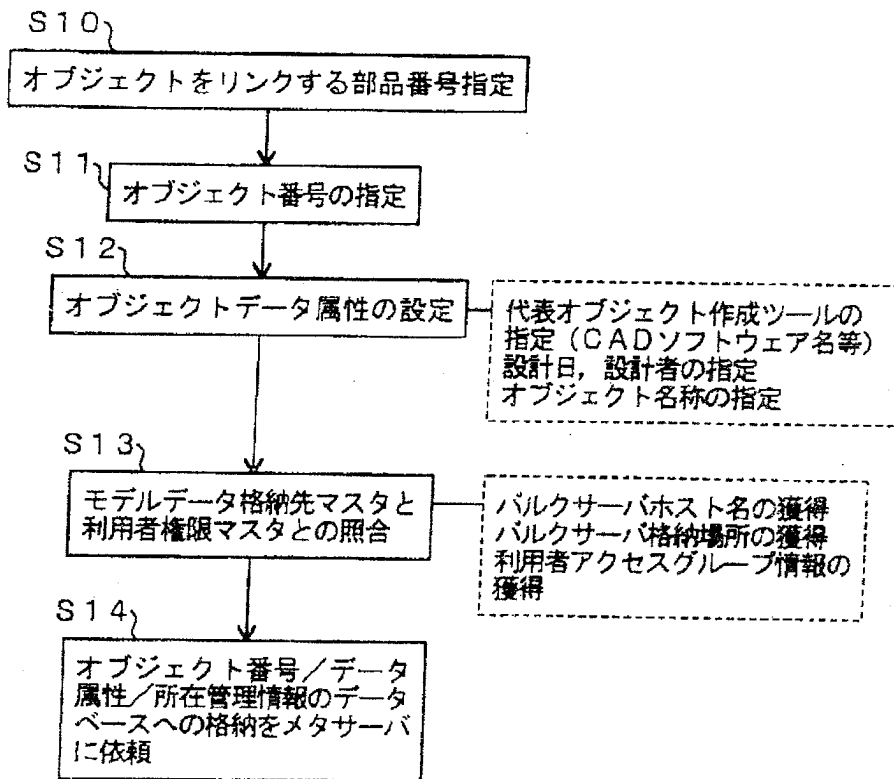 S10
オブジェクトをリンクする部品番号指定
S11
オブジェクト番号の指定
S12
オブジェクトデータ属性の設定
代表オブジェクト作成ツールの
指定（CADソフトウェア名等）
設計日，設計者の指定
オブジェクト名称の指定
S13
モデルデータ格納先マスタと
利用者権限マスタとの照合
バルクサーバホスト名の獲得
バルクサーバ格納場所の獲得
利用者アクセスグループ情報の
獲得
S14
オブジェクト番号／データ
属性／所在管理情報のデータ
ベースへの格納をメタサーバ
に依頼